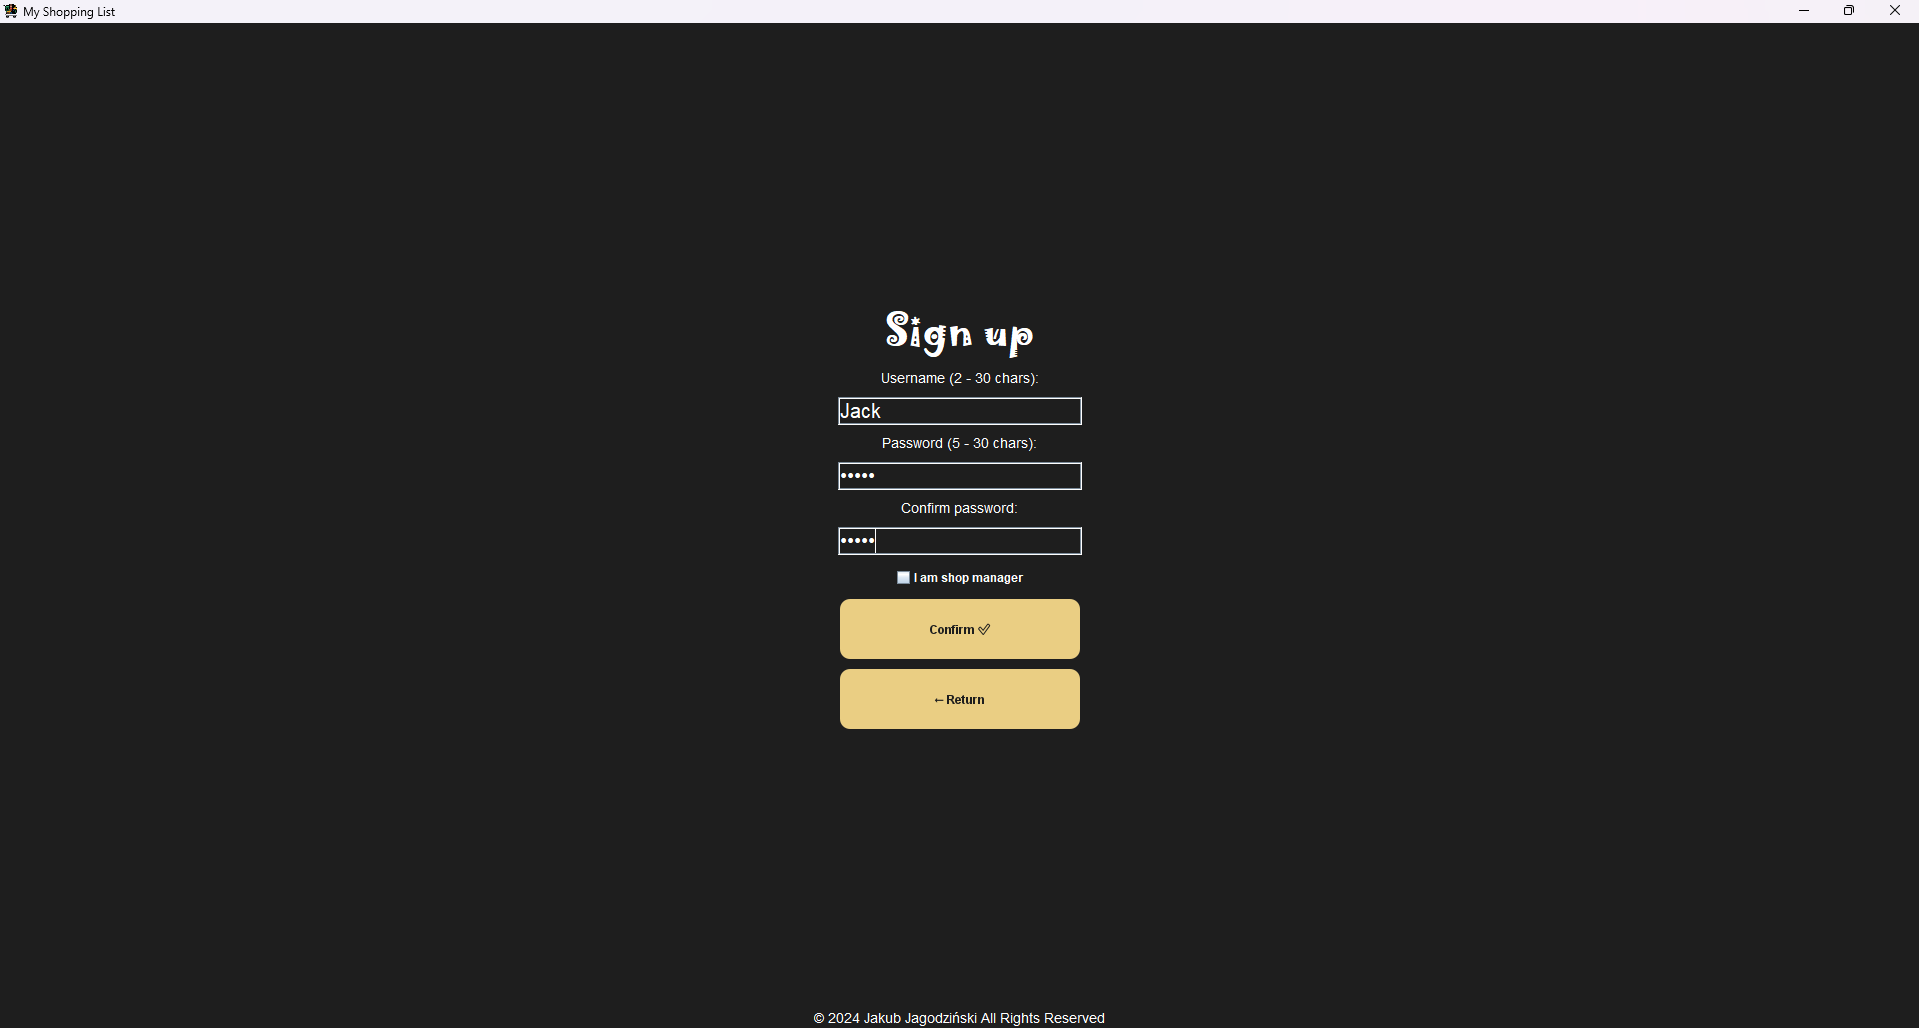 My Shopping List
Sign up
Username (2 - 30 chars):
Jack
Password (5 - 30 chars):
•••••
Confirm password:
•••••
I am shop manager
Confirm ✓
←Return
© 2024 Jakub Jagodziński All Rights Reserved